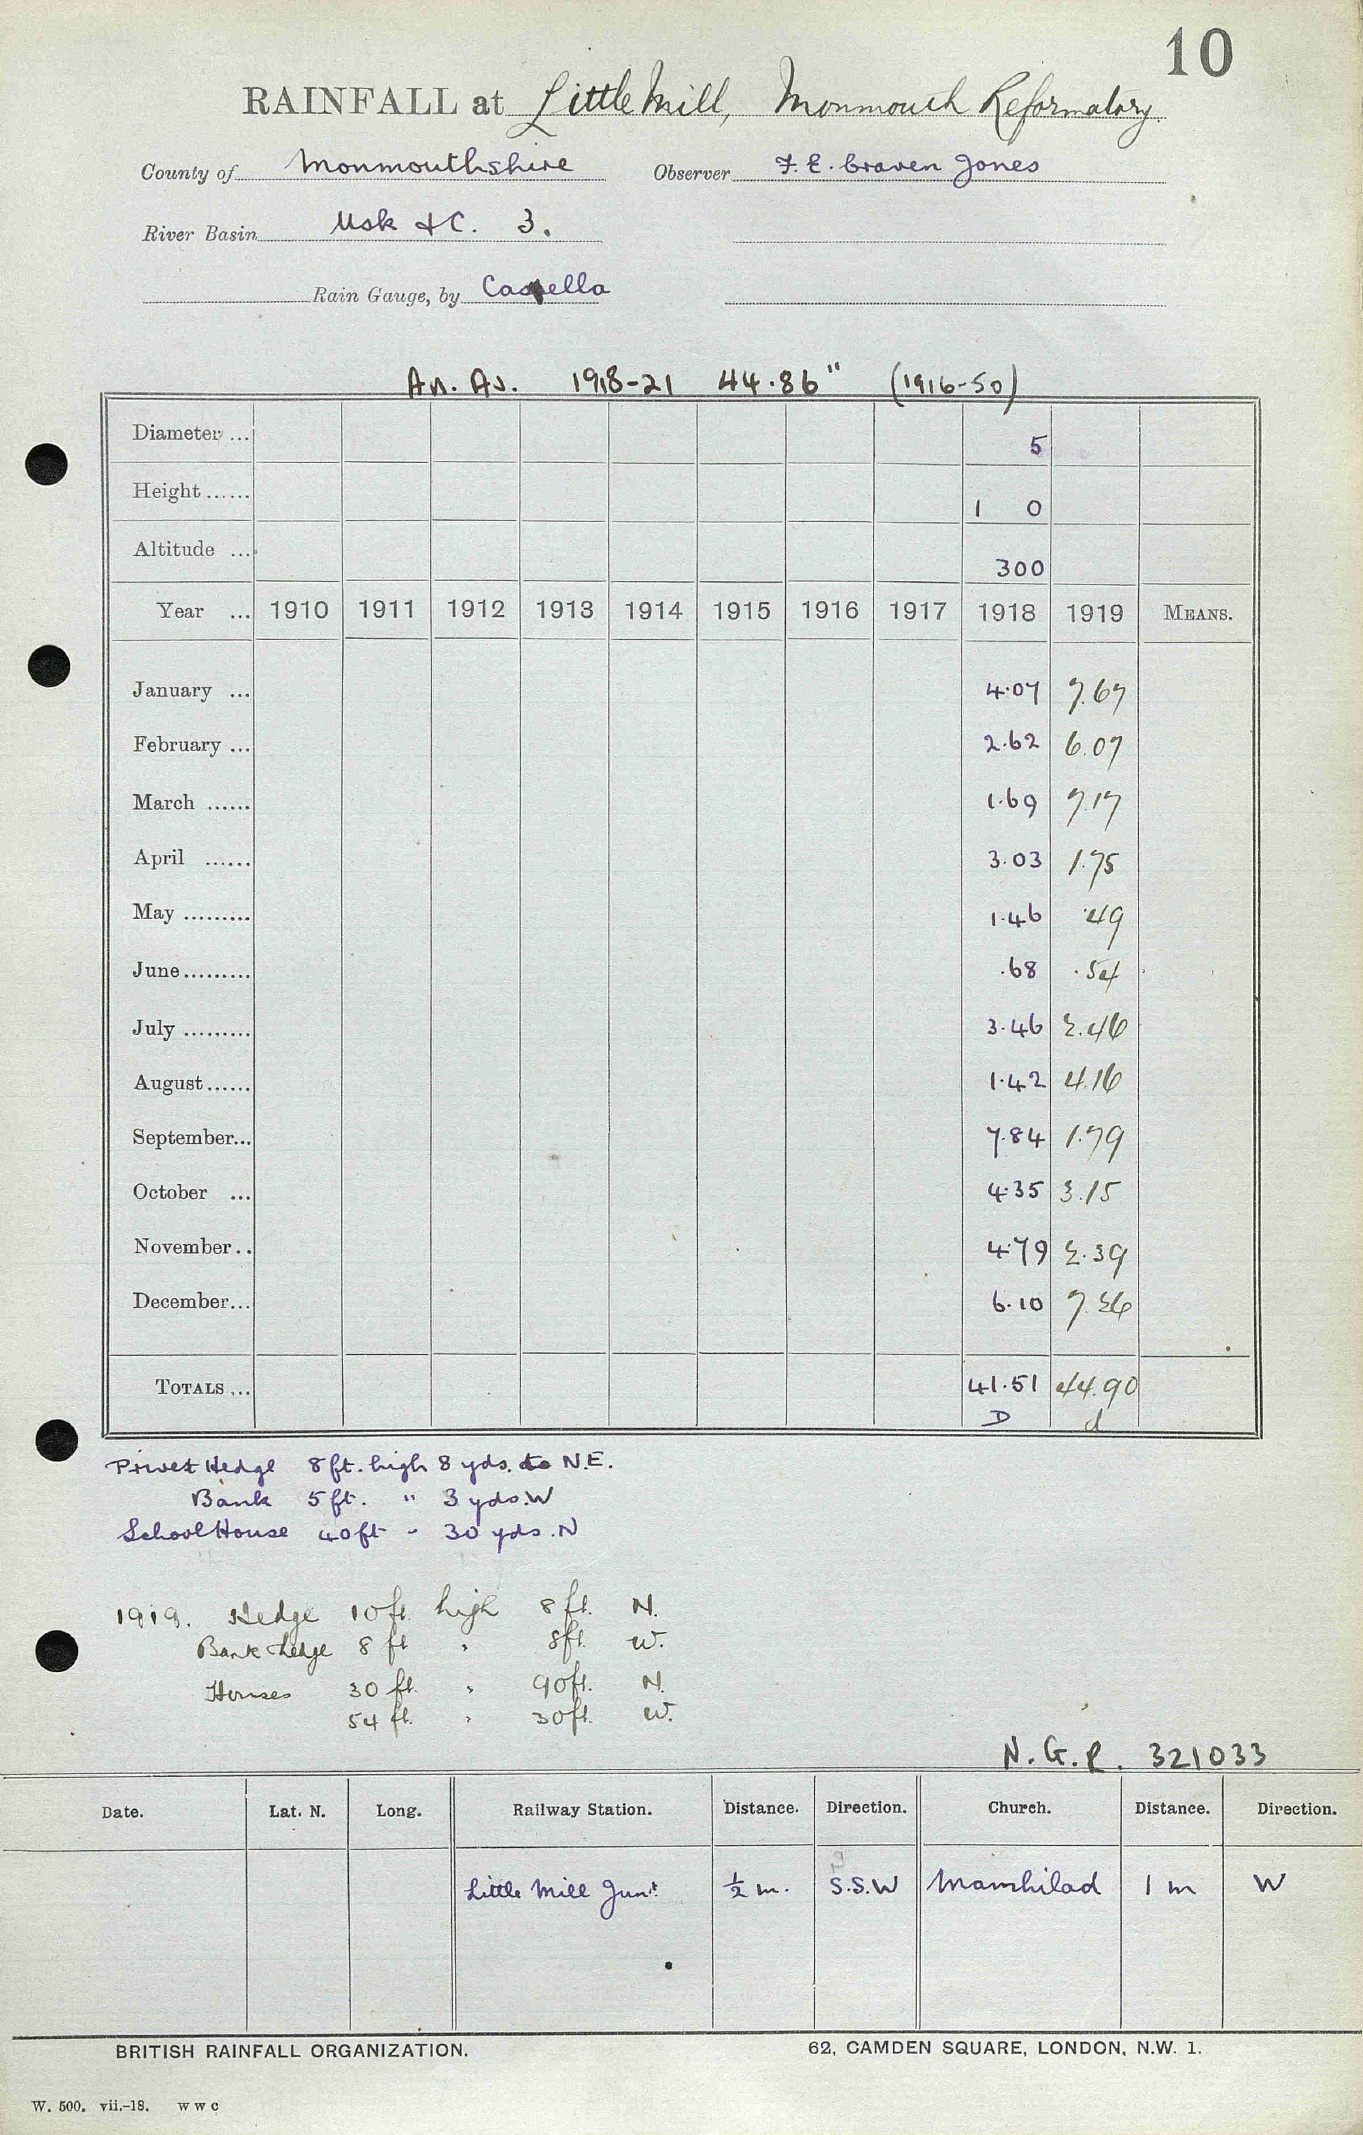 10
RAINFALL at Little Mill, Monmouth Reformatory.
County of Monmouthshire Observer F. E. Craven Jones
River Basin Usk &C. 3.
Rain Gauge, by Casella
An. Av. 1918-21 44.86" (1916-50)
Diameter ... 5
Height ...... 1 0
Altitude ... 300
Year ... 1910 1911 1912 1913 1914 1915 1916 1917 1918 1919 MEANS.
January ... 4.07 7.67
February ... 2.62 6.07
March ...... 1.69 7.17
April ...... 3.03 1.75
May ......... 1.46 .49
June ......... .68 .54
July ......... 3.46 2.46
August ...... 1.42 4.16
September ... 7.84 1.79
October ... 4.35 3.15
November .. 4.79 2.39
December ... 6.10 7.26
TOTALS ... 41.51 44.90
D d
Privet Hedge 8 ft. high 8 yds. to N.E.
Bank 5 ft. " 3 yds. W
School House 40 ft " 30 yds. N
1919. Hedge 10 ft. high 8 ft. N.
Bank & hedge 8 ft " 8 ft. W.
Houses 30 ft. " 90 ft. N.
54 ft. " 30 ft. W.
N.G.R. 321033
Date. Lat. N. Long. Railway Station. Distance. Direction. Church. Distance. Direction.
Little Mill Junt. ½ m. S.S.W Mamhilad 1 m W
BRITISH RAINFALL ORGANIZATION. 62, CAMDEN SQUARE, LONDON, N.W. 1.
W. 500. vii.-18. w w c